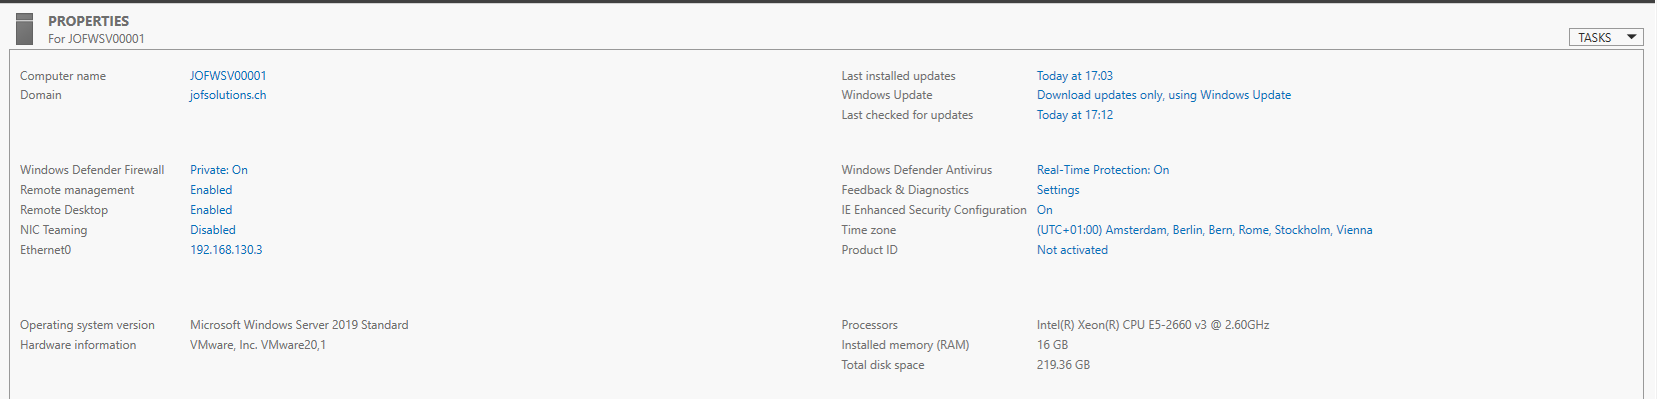 PROPERTIES
For JOFWSV00001
TASKS
Computer name JOFWSV00001
Domain jofsolutions.ch
Last installed updates Today at 17:03
Windows Update Download updates only, using Windows Update
Last checked for updates Today at 17:12
Windows Defender Firewall Private: On
Remote management Enabled
Remote Desktop Enabled
NIC Teaming Disabled
Ethernet0 192.168.130.3
Windows Defender Antivirus Real-Time Protection: On
Feedback & Diagnostics Settings
IE Enhanced Security Configuration On
Time zone (UTC+01:00) Amsterdam, Berlin, Bern, Rome, Stockholm, Vienna
Product ID Not activated
Operating system version Microsoft Windows Server 2019 Standard
Hardware information VMware, Inc. VMware20,1
Processors Intel(R) Xeon(R) CPU E5-2660 v3 @ 2.60GHz
Installed memory (RAM) 16 GB
Total disk space 219.36 GB